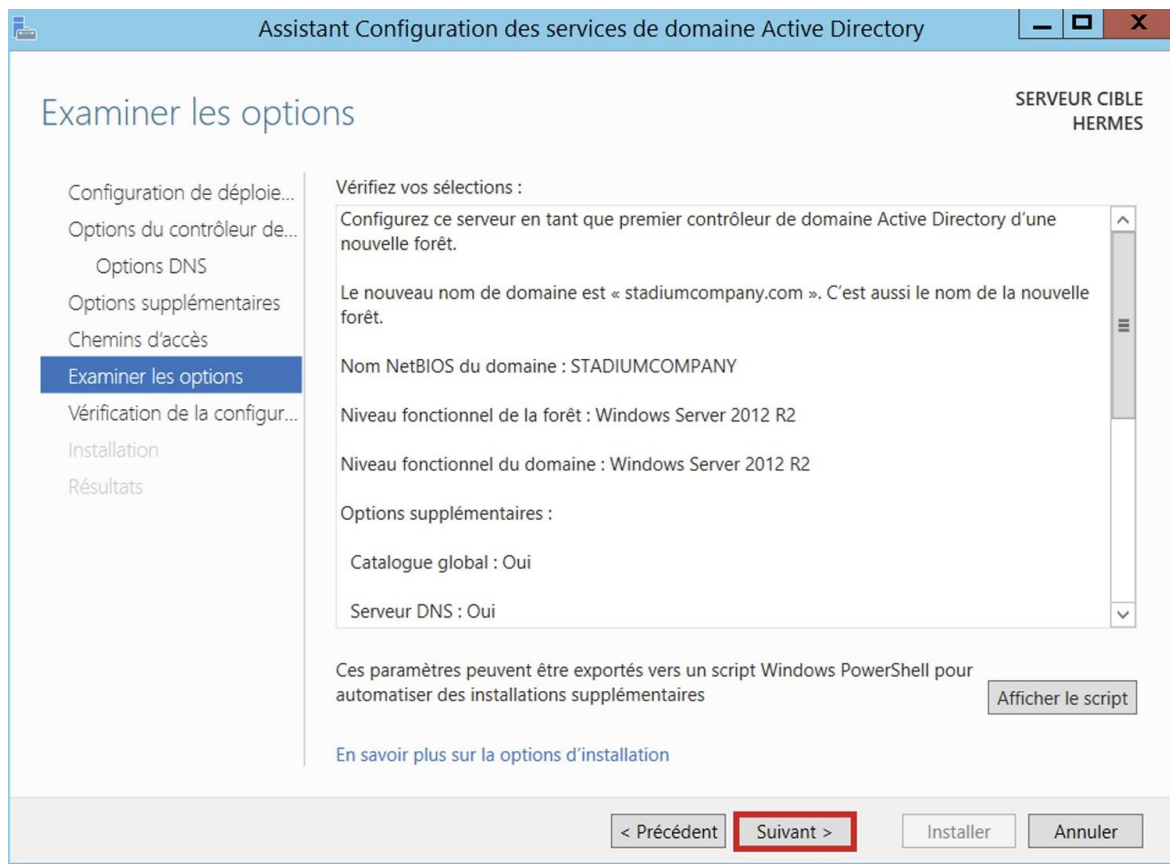 Assistant Configuration des services de domaine Active Directory
Examiner les options
SERVEUR CIBLE
HERMES
Configuration de déploie...
Options du contrôleur de...
Options DNS
Options supplémentaires
Chemins d'accès
Examiner les options
Vérification de la configur...
Installation
Résultats
Vérifiez vos sélections :
Configurez ce serveur en tant que premier contrôleur de domaine Active Directory d'une
nouvelle forêt.
Le nouveau nom de domaine est « stadiumcompany.com ». C'est aussi le nom de la nouvelle
forêt.
Nom NetBIOS du domaine : STADIUMCOMPANY
Niveau fonctionnel de la forêt : Windows Server 2012 R2
Niveau fonctionnel du domaine : Windows Server 2012 R2
Options supplémentaires :
Catalogue global : Oui
Serveur DNS : Oui
Ces paramètres peuvent être exportés vers un script Windows PowerShell pour
automatiser des installations supplémentaires
Afficher le script
En savoir plus sur la options d'installation
< Précédent
Suivant >
Installer
Annuler